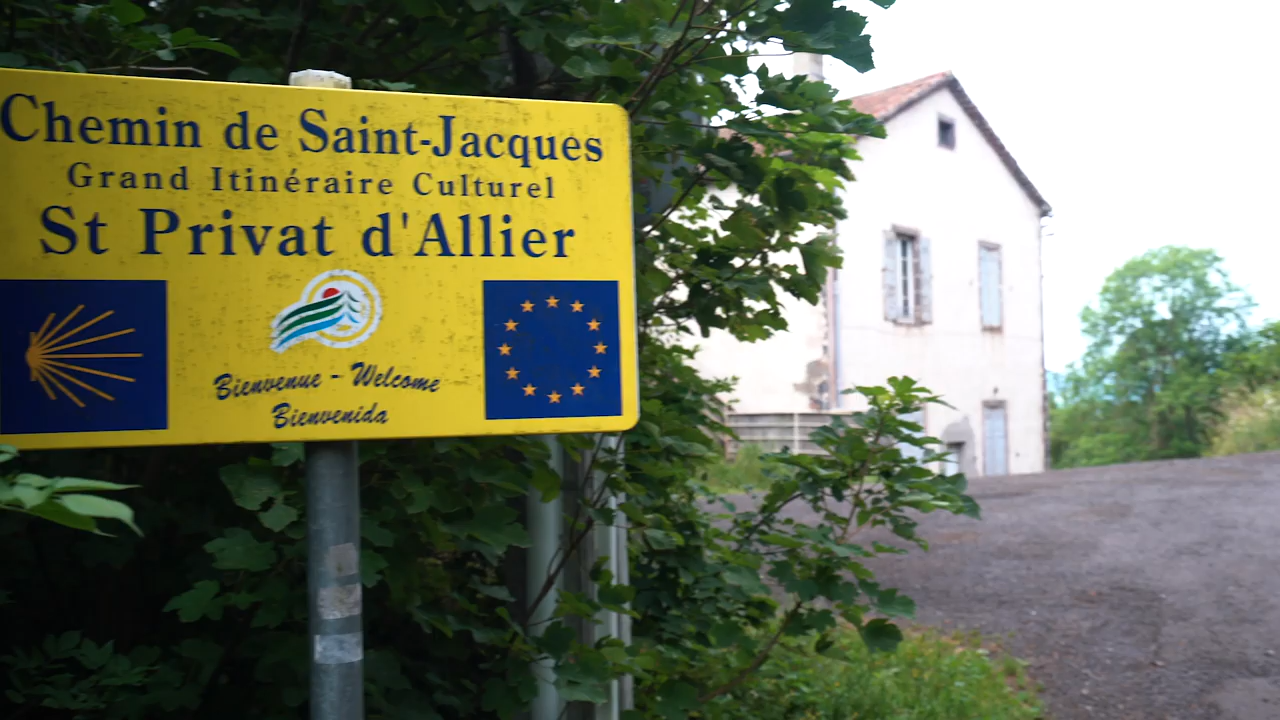 Chemin de Saint-Jacques
Grand Itinéraire Culturel
St Privat d'Allier
Bienvenue - Welcome
Bienvenida